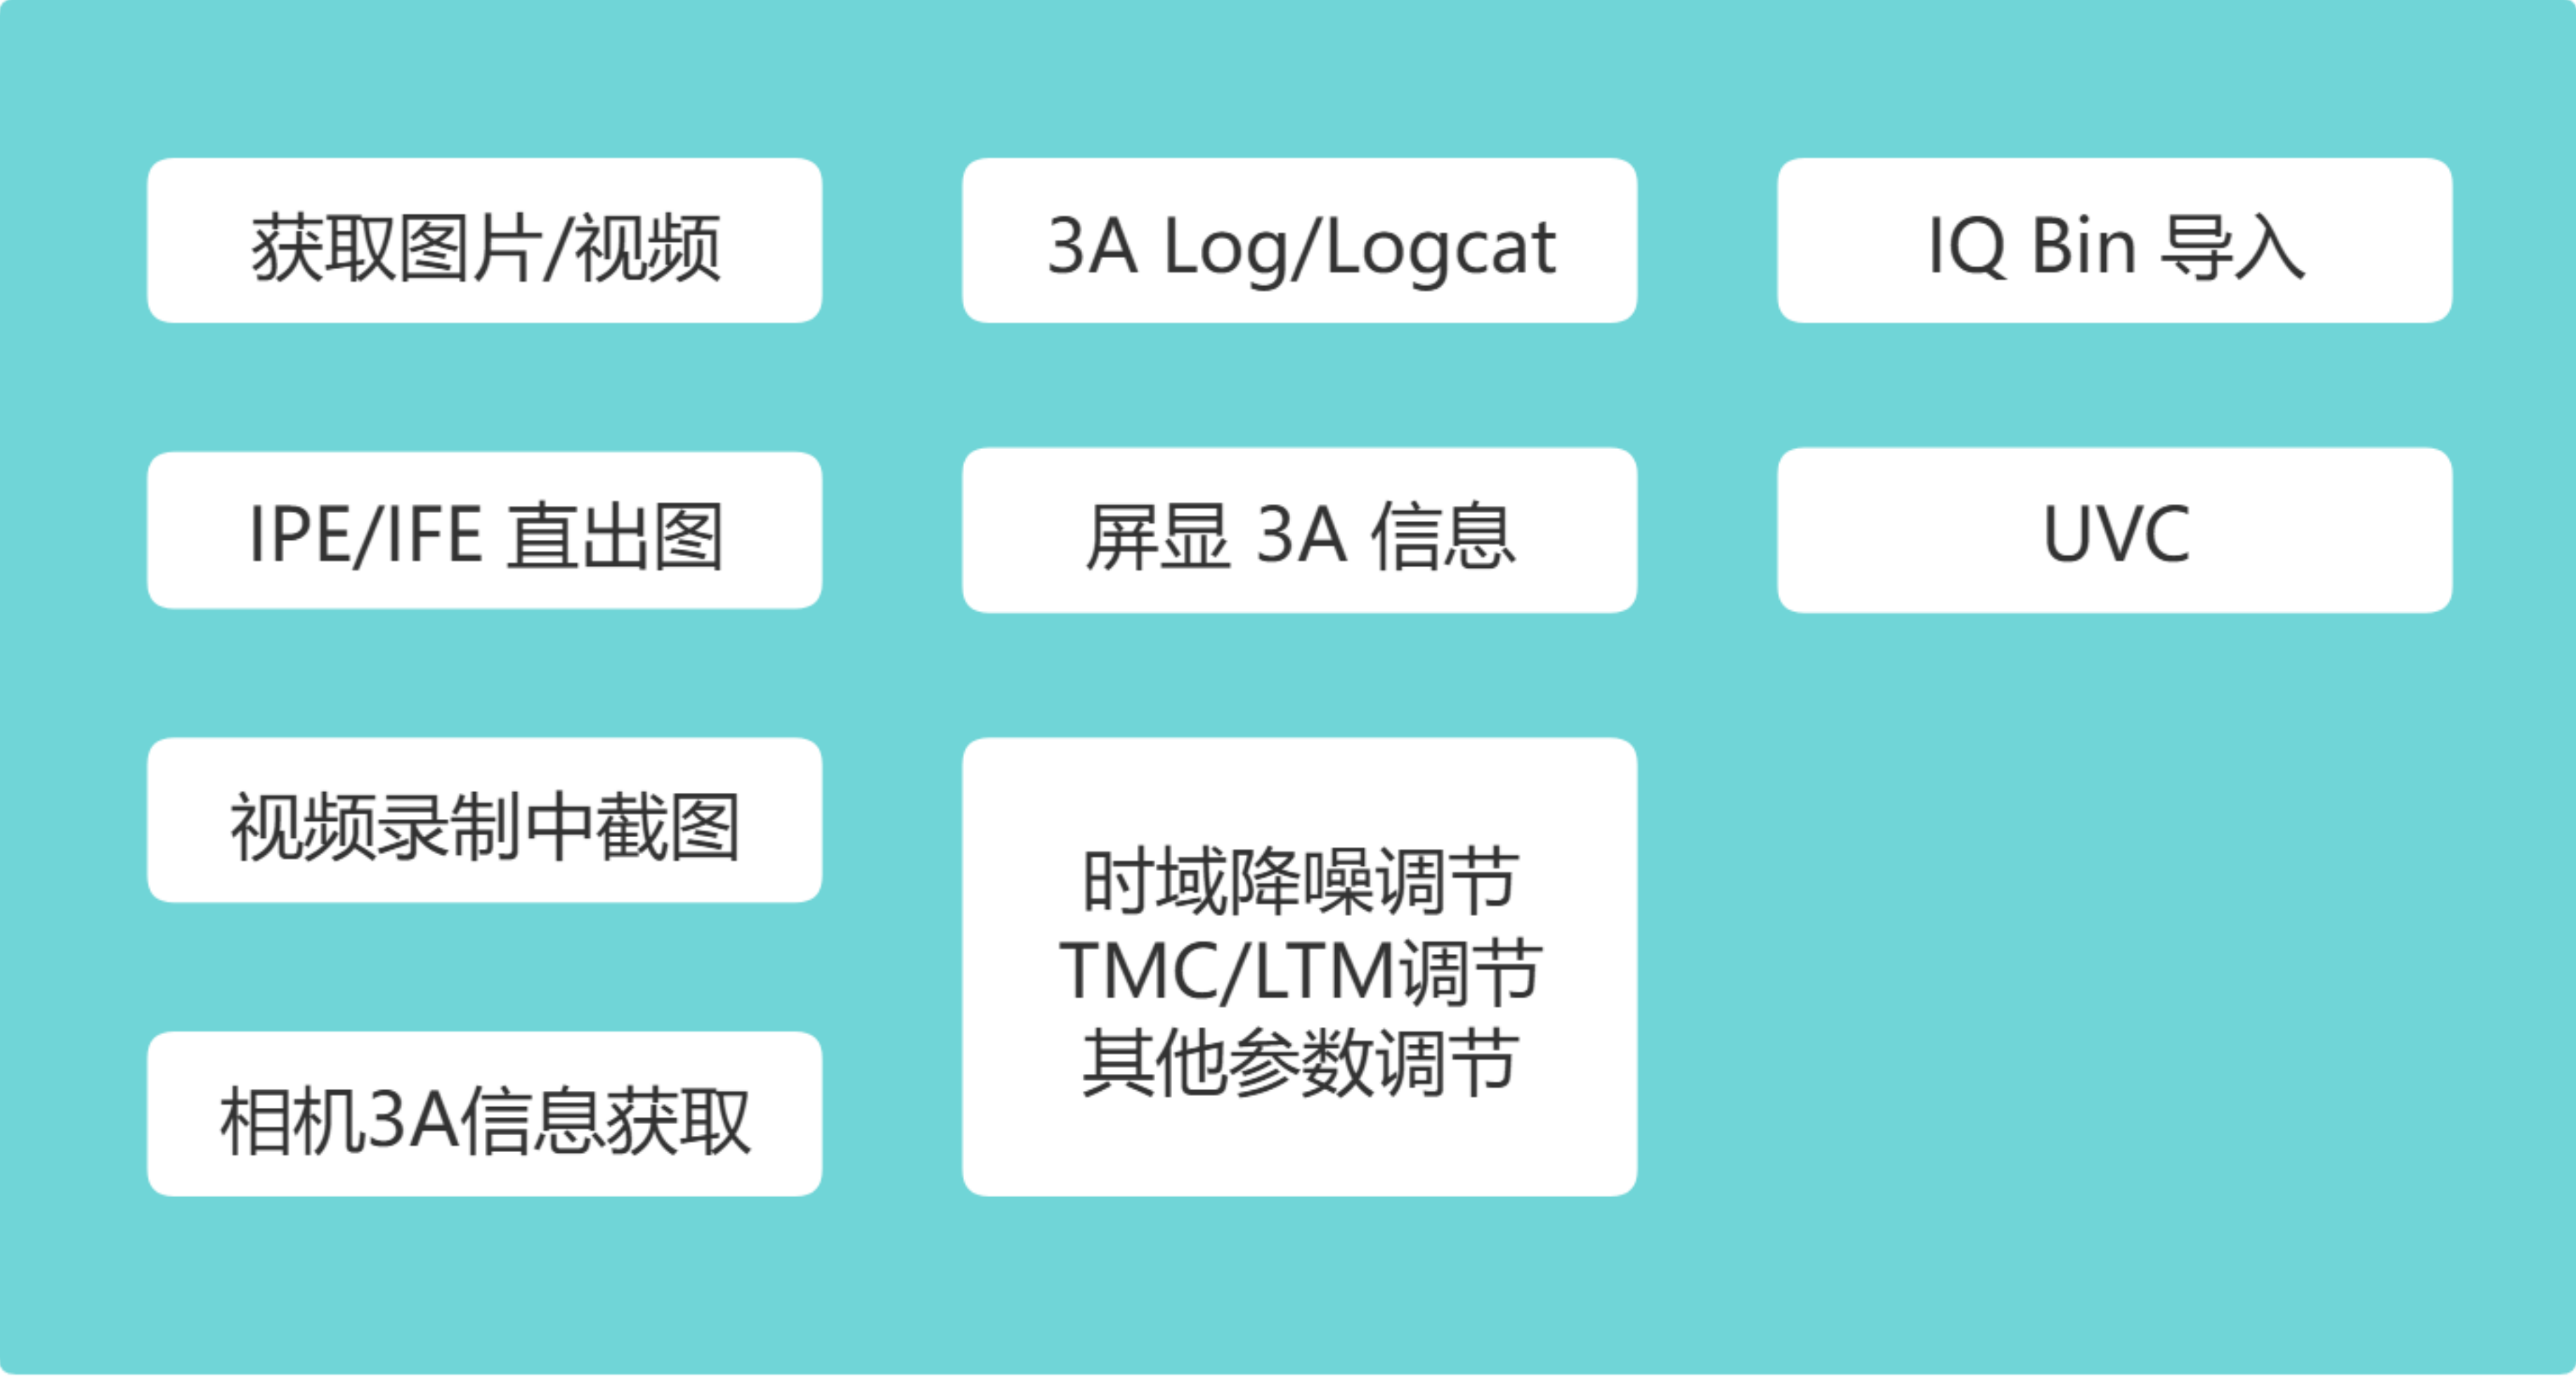 获取图片/视频
3A Log/Logcat
IQ Bin 导入
IPE/IFE 直出图
屏显 3A 信息
UVC
视频录制中截图
时域降噪调节
TMC/LTM调节
其他参数调节
相机3A信息获取